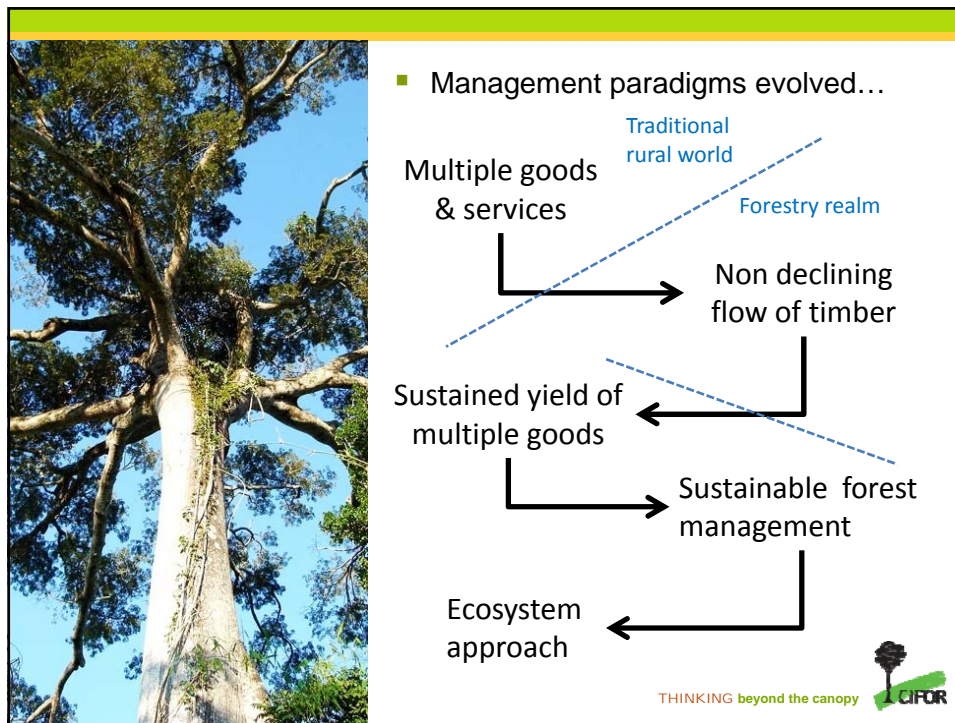 Management paradigms evolved…
Traditional
rural world
Multiple goods
& services
Forestry realm
Non declining
flow of timber
Sustained yield of
multiple goods
Sustainable forest
management
Ecosystem
approach
THINKING beyond the canopy
CIFOR